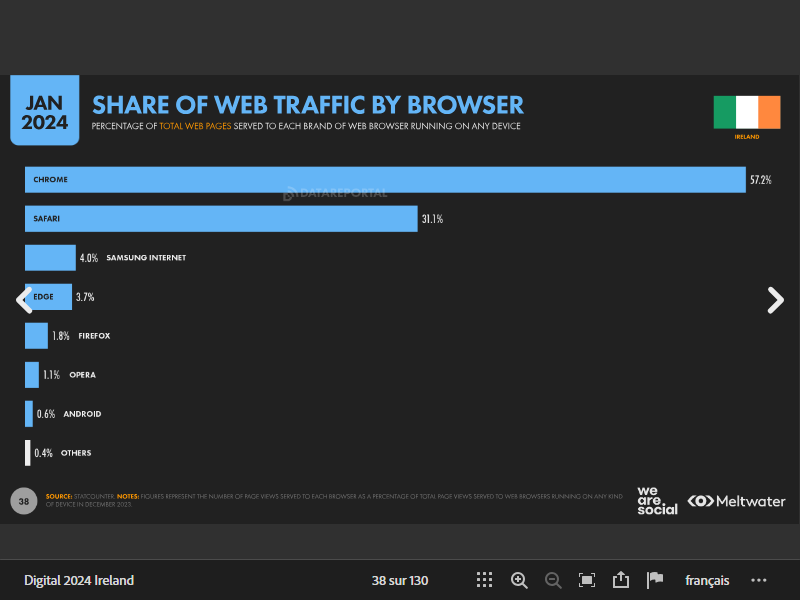 JAN
2024
SHARE OF WEB TRAFFIC BY BROWSER
PERCENTAGE OF TOTAL WEB PAGES SERVED TO EACH BRAND OF WEB BROWSER RUNNING ON ANY DEVICE
IRELAND
CHROME 57.2%
DATAREPORTAL
SAFARI 31.1%
4.0% SAMSUNG INTERNET
EDGE 3.7%
1.8% FIREFOX
1.1% OPERA
0.6% ANDROID
0.4% OTHERS
38
SOURCE: STATCOUNTER. NOTES: FIGURES REPRESENT THE NUMBER OF PAGE VIEWS SERVED TO EACH BROWSER AS A PERCENTAGE OF TOTAL PAGE VIEWS SERVED TO WEB BROWSERS RUNNING ON ANY KIND
OF DEVICE IN DECEMBER 2023.
we
are
social
Meltwater
Digital 2024 Ireland 38 sur 130 français